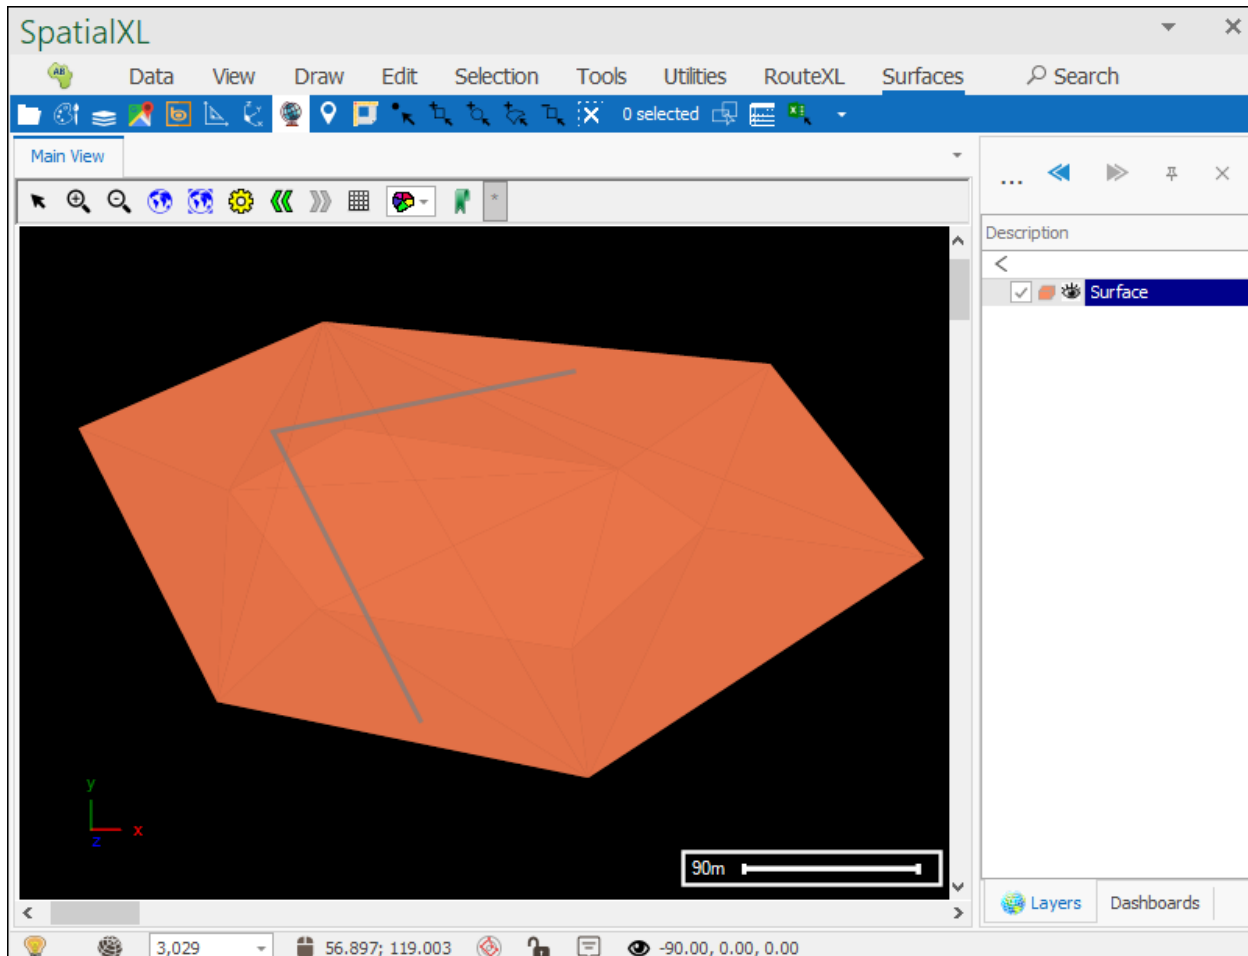 SpatialXL
AB Data View Draw Edit Selection Tools Utilities RouteXL Surfaces Search
0 selected
Main View
...
*
Description
Surface
y
x
z
90m
Layers Dashboards
3,029 56.897; 119.003 -90.00, 0.00, 0.00